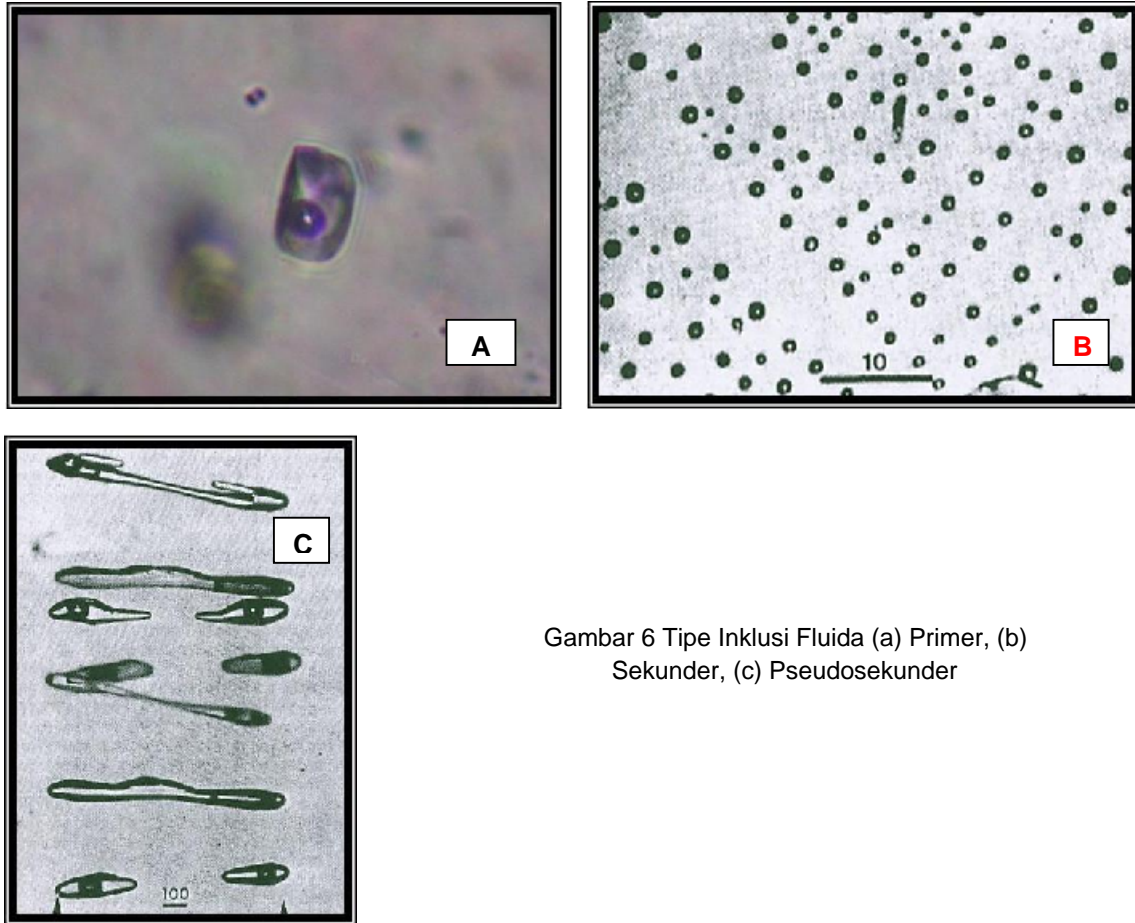 A
B
10
C
100
Gambar 6 Tipe Inklusi Fluida (a) Primer, (b)
Sekunder, (c) Pseudosekunder